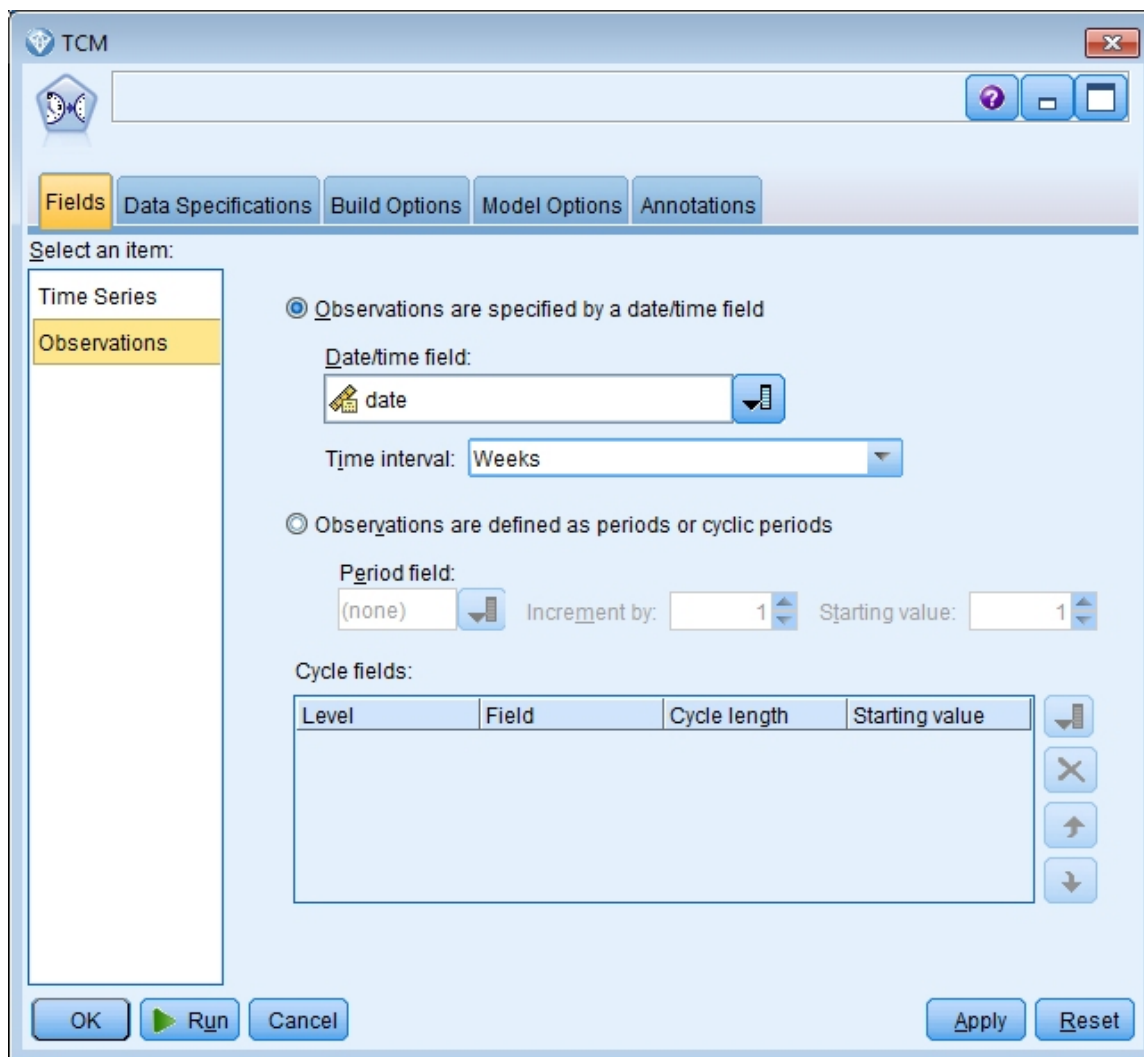 TCM
Fields Data Specifications Build Options Model Options Annotations
Select an item:
Time Series
Observations
Observations are specified by a date/time field
Date/time field:
date
Time interval: Weeks
Observations are defined as periods or cyclic periods
Period field:
(none) Increment by: 1 Starting value: 1
Cycle fields:
Level Field Cycle length Starting value
OK Run Cancel Apply Reset